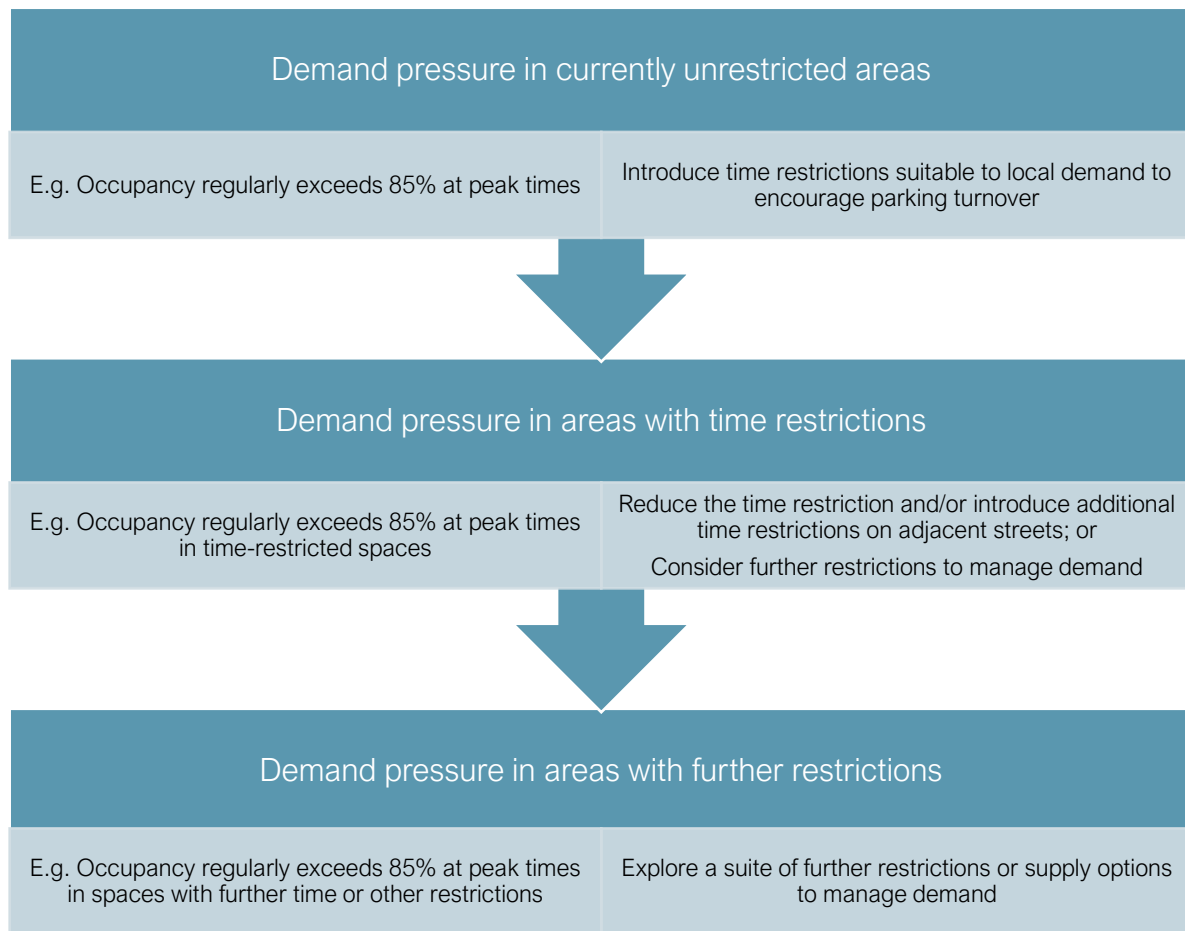 Demand pressure in currently unrestricted areas
E.g. Occupancy regularly exceeds 85% at peak times
Introduce time restrictions suitable to local demand to
encourage parking turnover
Demand pressure in areas with time restrictions
E.g. Occupancy regularly exceeds 85% at peak times
in time-restricted spaces
Reduce the time restriction and/or introduce additional
time restrictions on adjacent streets; or
Consider further restrictions to manage demand
Demand pressure in areas with further restrictions
E.g. Occupancy regularly exceeds 85% at peak times
in spaces with further time or other restrictions
Explore a suite of further restrictions or supply options
to manage demand